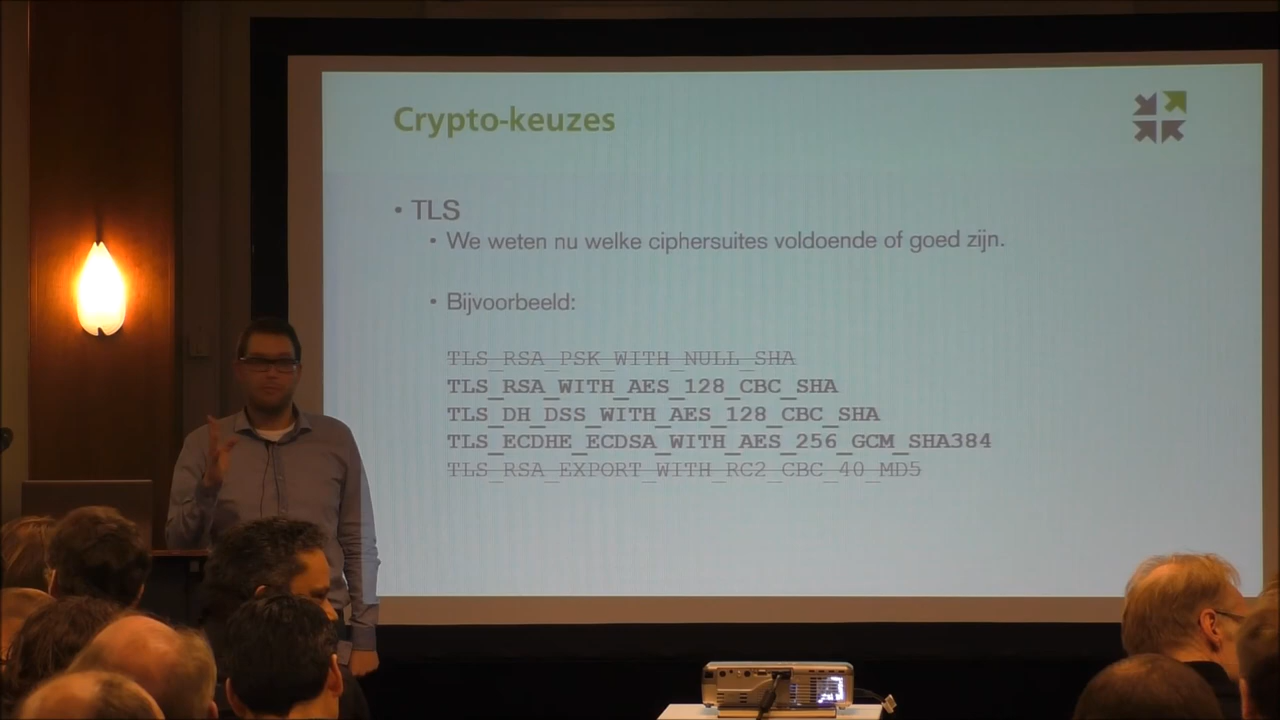 Crypto-keuzes
• TLS
• We weten nu welke ciphersuites voldoende of goed zijn.
• Bijvoorbeeld:
TLS_RSA_PSK_WITH_NULL_SHA
TLS_RSA_WITH_AES_128_CBC_SHA
TLS_DH_DSS_WITH_AES_128_CBC_SHA
TLS_ECDHE_ECDSA_WITH_AES_256_GCM_SHA384
TLS_RSA_EXPORT_WITH_RC2_CBC_40_MD5